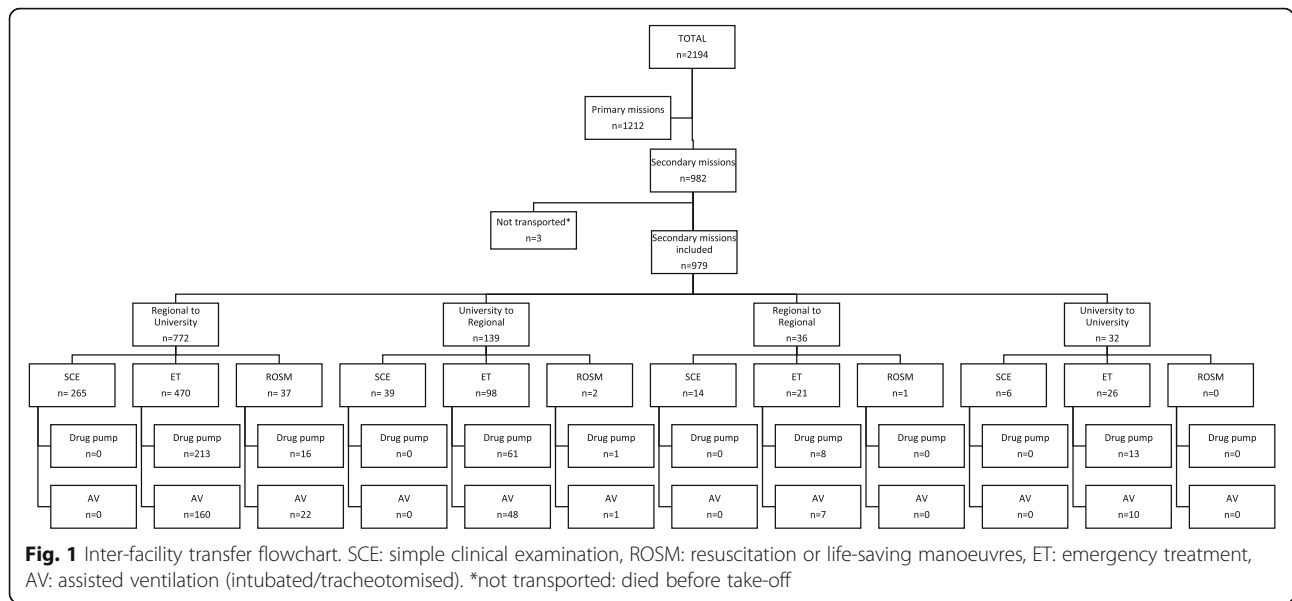 TOTAL
n=2194
Primary missions
n=1212
Secondary missions
n=982
Not transported*
n=3
Secondary missions
included
n=979
Regional to
University
n=772
University to
Regional
n=139
Regional to
Regional
n=36
University to
University
n= 32
SCE
n= 265
ET
n= 470
ROSM
n= 37
SCE
n= 39
ET
n=98
ROSM
n=2
SCE
n=14
ET
n=21
ROSM
n=1
SCE
n=6
ET
n=26
ROSM
n=0
Drug pump
n=0
Drug pump
n=213
Drug pump
n=16
Drug pump
n=0
Drug pump
n=61
Drug pump
n=1
Drug pump
n=0
Drug pump
n=8
Drug pump
n=0
Drug pump
n=0
Drug pump
n=13
Drug pump
n=0
AV
n=0
AV
n=160
AV
n=22
AV
n=0
AV
n=48
AV
n=1
AV
n=0
AV
n=7
AV
n=0
AV
n=0
AV
n=10
AV
n=0
Fig. 1 Inter-facility transfer flowchart. SCE: simple clinical examination, ROSM: resuscitation or life-saving manoeuvres, ET: emergency treatment,
AV: assisted ventilation (intubated/tracheotomised). *not transported: died before take-off